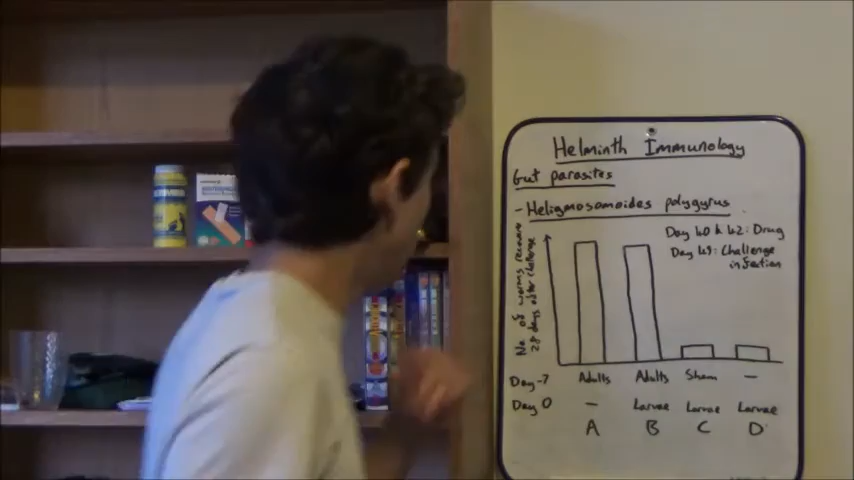 Helminth Immunology
Gut parasites
- Heligmosomoides polygyrus
Day 40 & 42: Drug
Day 49: Challenge
infection
No of worms recovered
28 days after challenge
Day -7 Adults Adults Sham -
Day 0 - Larvae Larvae Larvae
A B C D